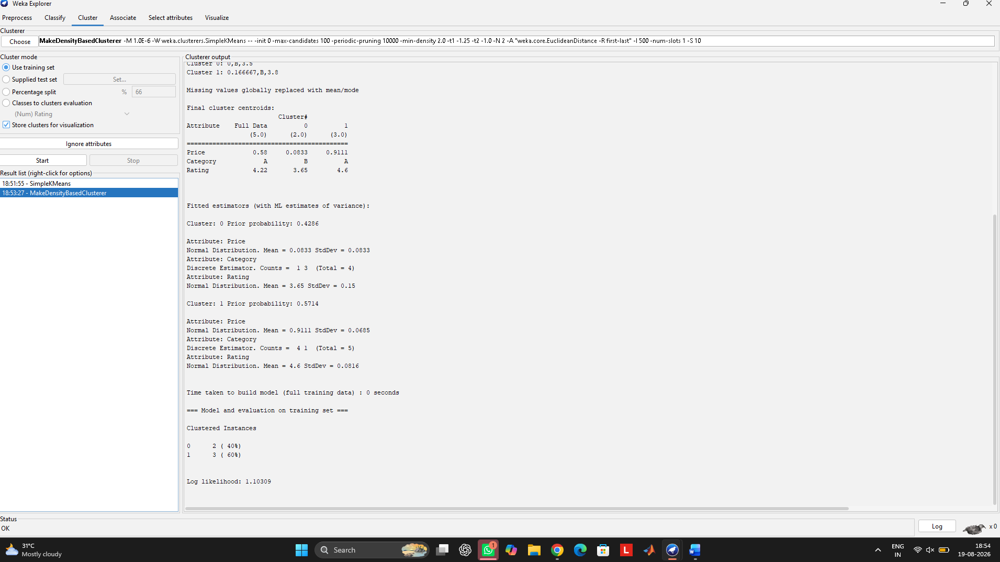 Weka Explorer
Preprocess Classify Cluster Associate Select attributes Visualize
Clusterer
Choose MakeDensityBasedClusterer -M 1.0E-6 -W weka.clusterers.SimpleKMeans -- -init 0 -max-candidates 100 -periodic-pruning 10000 -min-density 2.0 -t1 -1.25 -t2 -1.0 -N 2 -A "weka.core.EuclideanDistance -R first-last" -I 500 -num-slots 1 -S 10
Cluster mode
Use training set
Supplied test set Set...
Percentage split % 66
Classes to clusters evaluation
(Num) Rating
Store clusters for visualization
Ignore attributes
Start Stop
Result list (right-click for options)
18:51:55 - SimpleKMeans
18:53:27 - MakeDensityBasedClusterer
Clusterer output
Cluster 0: 0,B,3.5
Cluster 1: 0.166667,B,3.8
Missing values globally replaced with mean/mode
Final cluster centroids:
Cluster#
Attribute Full Data 0 1
(5.0) (2.0) (3.0)
============================================
Price 0.58 0.0833 0.9111
Category A B A
Rating 4.22 3.65 4.6
Fitted estimators (with ML estimates of variance):
Cluster: 0 Prior probability: 0.4286
Attribute: Price
Normal Distribution. Mean = 0.0833 StdDev = 0.0833
Attribute: Category
Discrete Estimator. Counts = 1 3 (Total = 4)
Attribute: Rating
Normal Distribution. Mean = 3.65 StdDev = 0.15
Cluster: 1 Prior probability: 0.5714
Attribute: Price
Normal Distribution. Mean = 0.9111 StdDev = 0.0685
Attribute: Category
Discrete Estimator. Counts = 4 1 (Total = 5)
Attribute: Rating
Normal Distribution. Mean = 4.6 StdDev = 0.0816
Time taken to build model (full training data) : 0 seconds
=== Model and evaluation on training set ===
Clustered Instances
0 2 ( 40%)
1 3 ( 60%)
Log likelihood: 1.10309
Status
OK
Log x 0
31°C
Mostly cloudy
Search
1
L
W
ENG
IN
18:54
19-08-2026